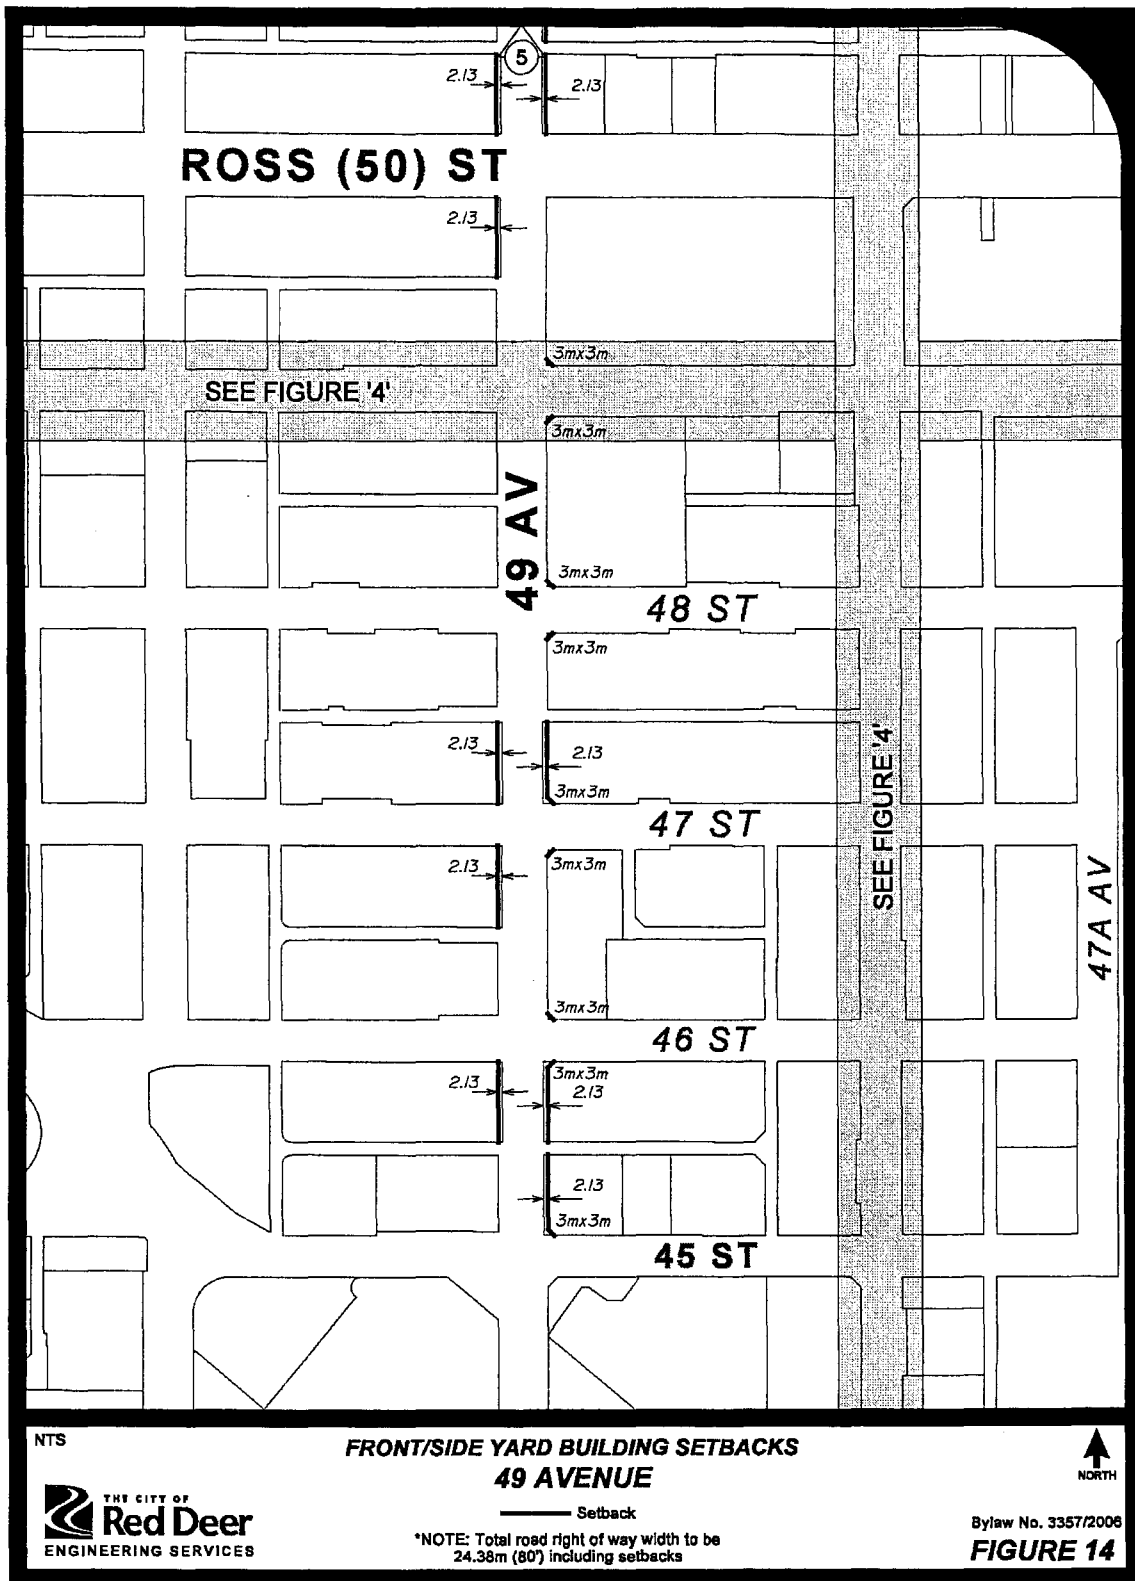 5
2.13
2.13
ROSS (50) ST
2.13
3mx3m
SEE FIGURE '4'
3mx3m
49 AV
3mx3m
48 ST
3mx3m
2.13
2.13
3mx3m
47 ST
SEE FIGURE '4'
2.13
3mx3m
47A AV
3mx3m
46 ST
2.13
3mx3m
2.13
2.13
3mx3m
45 ST
NTS
FRONT/SIDE YARD BUILDING SETBACKS
49 AVENUE
Setback
*NOTE: Total road right of way width to be
24.38m (80') including setbacks
THE CITY OF
Red Deer
ENGINEERING SERVICES
NORTH
Bylaw No. 3357/2006
FIGURE 14